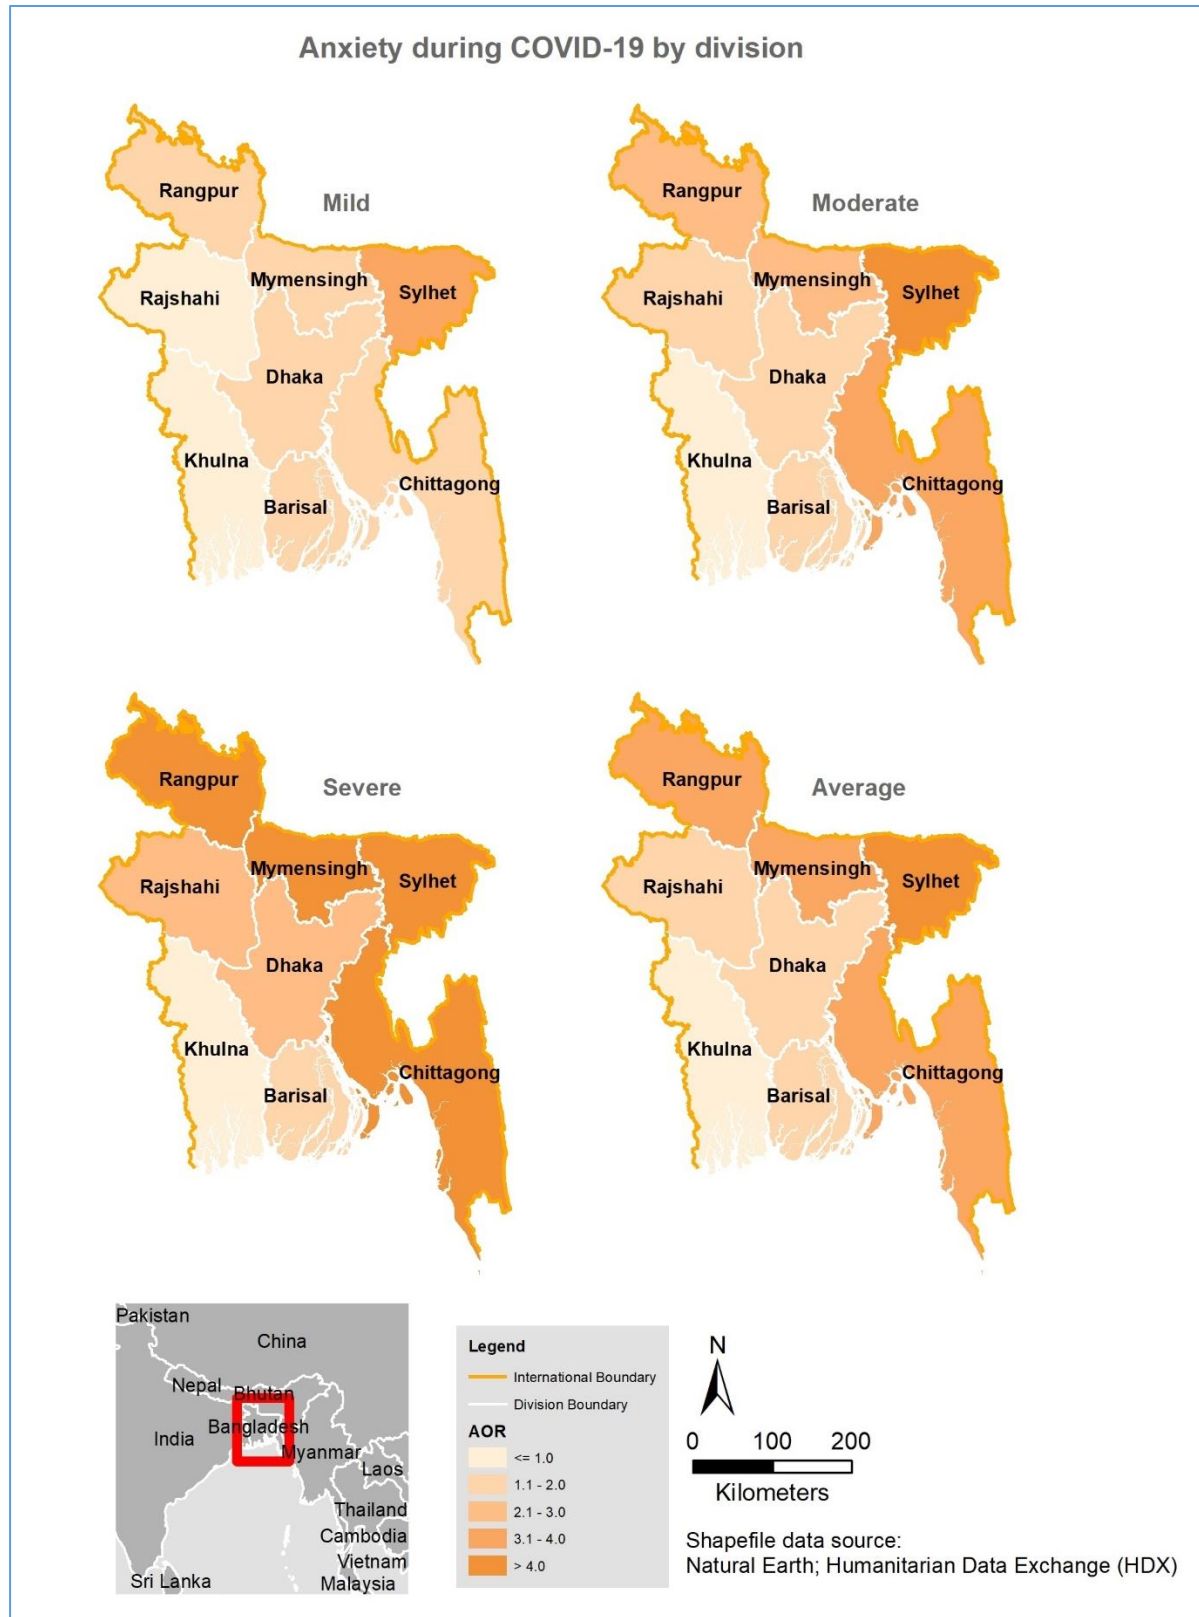 Anxiety during COVID-19 by division
Mild
Rangpur
Mymensingh
Sylhet
Rajshahi
Dhaka
Khulna
Barisal
Chittagong
Moderate
Rangpur
Mymensingh
Sylhet
Rajshahi
Dhaka
Khulna
Barisal
Chittagong
Severe
Rangpur
Mymensingh
Sylhet
Rajshahi
Dhaka
Khulna
Barisal
Chittagong
Average
Rangpur
Mymensingh
Sylhet
Rajshahi
Dhaka
Khulna
Barisal
Chittagong
Pakistan
China
Nepal
Bhutan
Bangladesh
India
Myanmar
Laos
Thailand
Cambodia
Vietnam
Sri Lanka
Malaysia
Legend
International Boundary
Division Boundary
AOR
<= 1.0
1.1 - 2.0
2.1 - 3.0
3.1 - 4.0
> 4.0
N
0 100 200
Kilometers
Shapefile data source:
Natural Earth; Humanitarian Data Exchange (HDX)